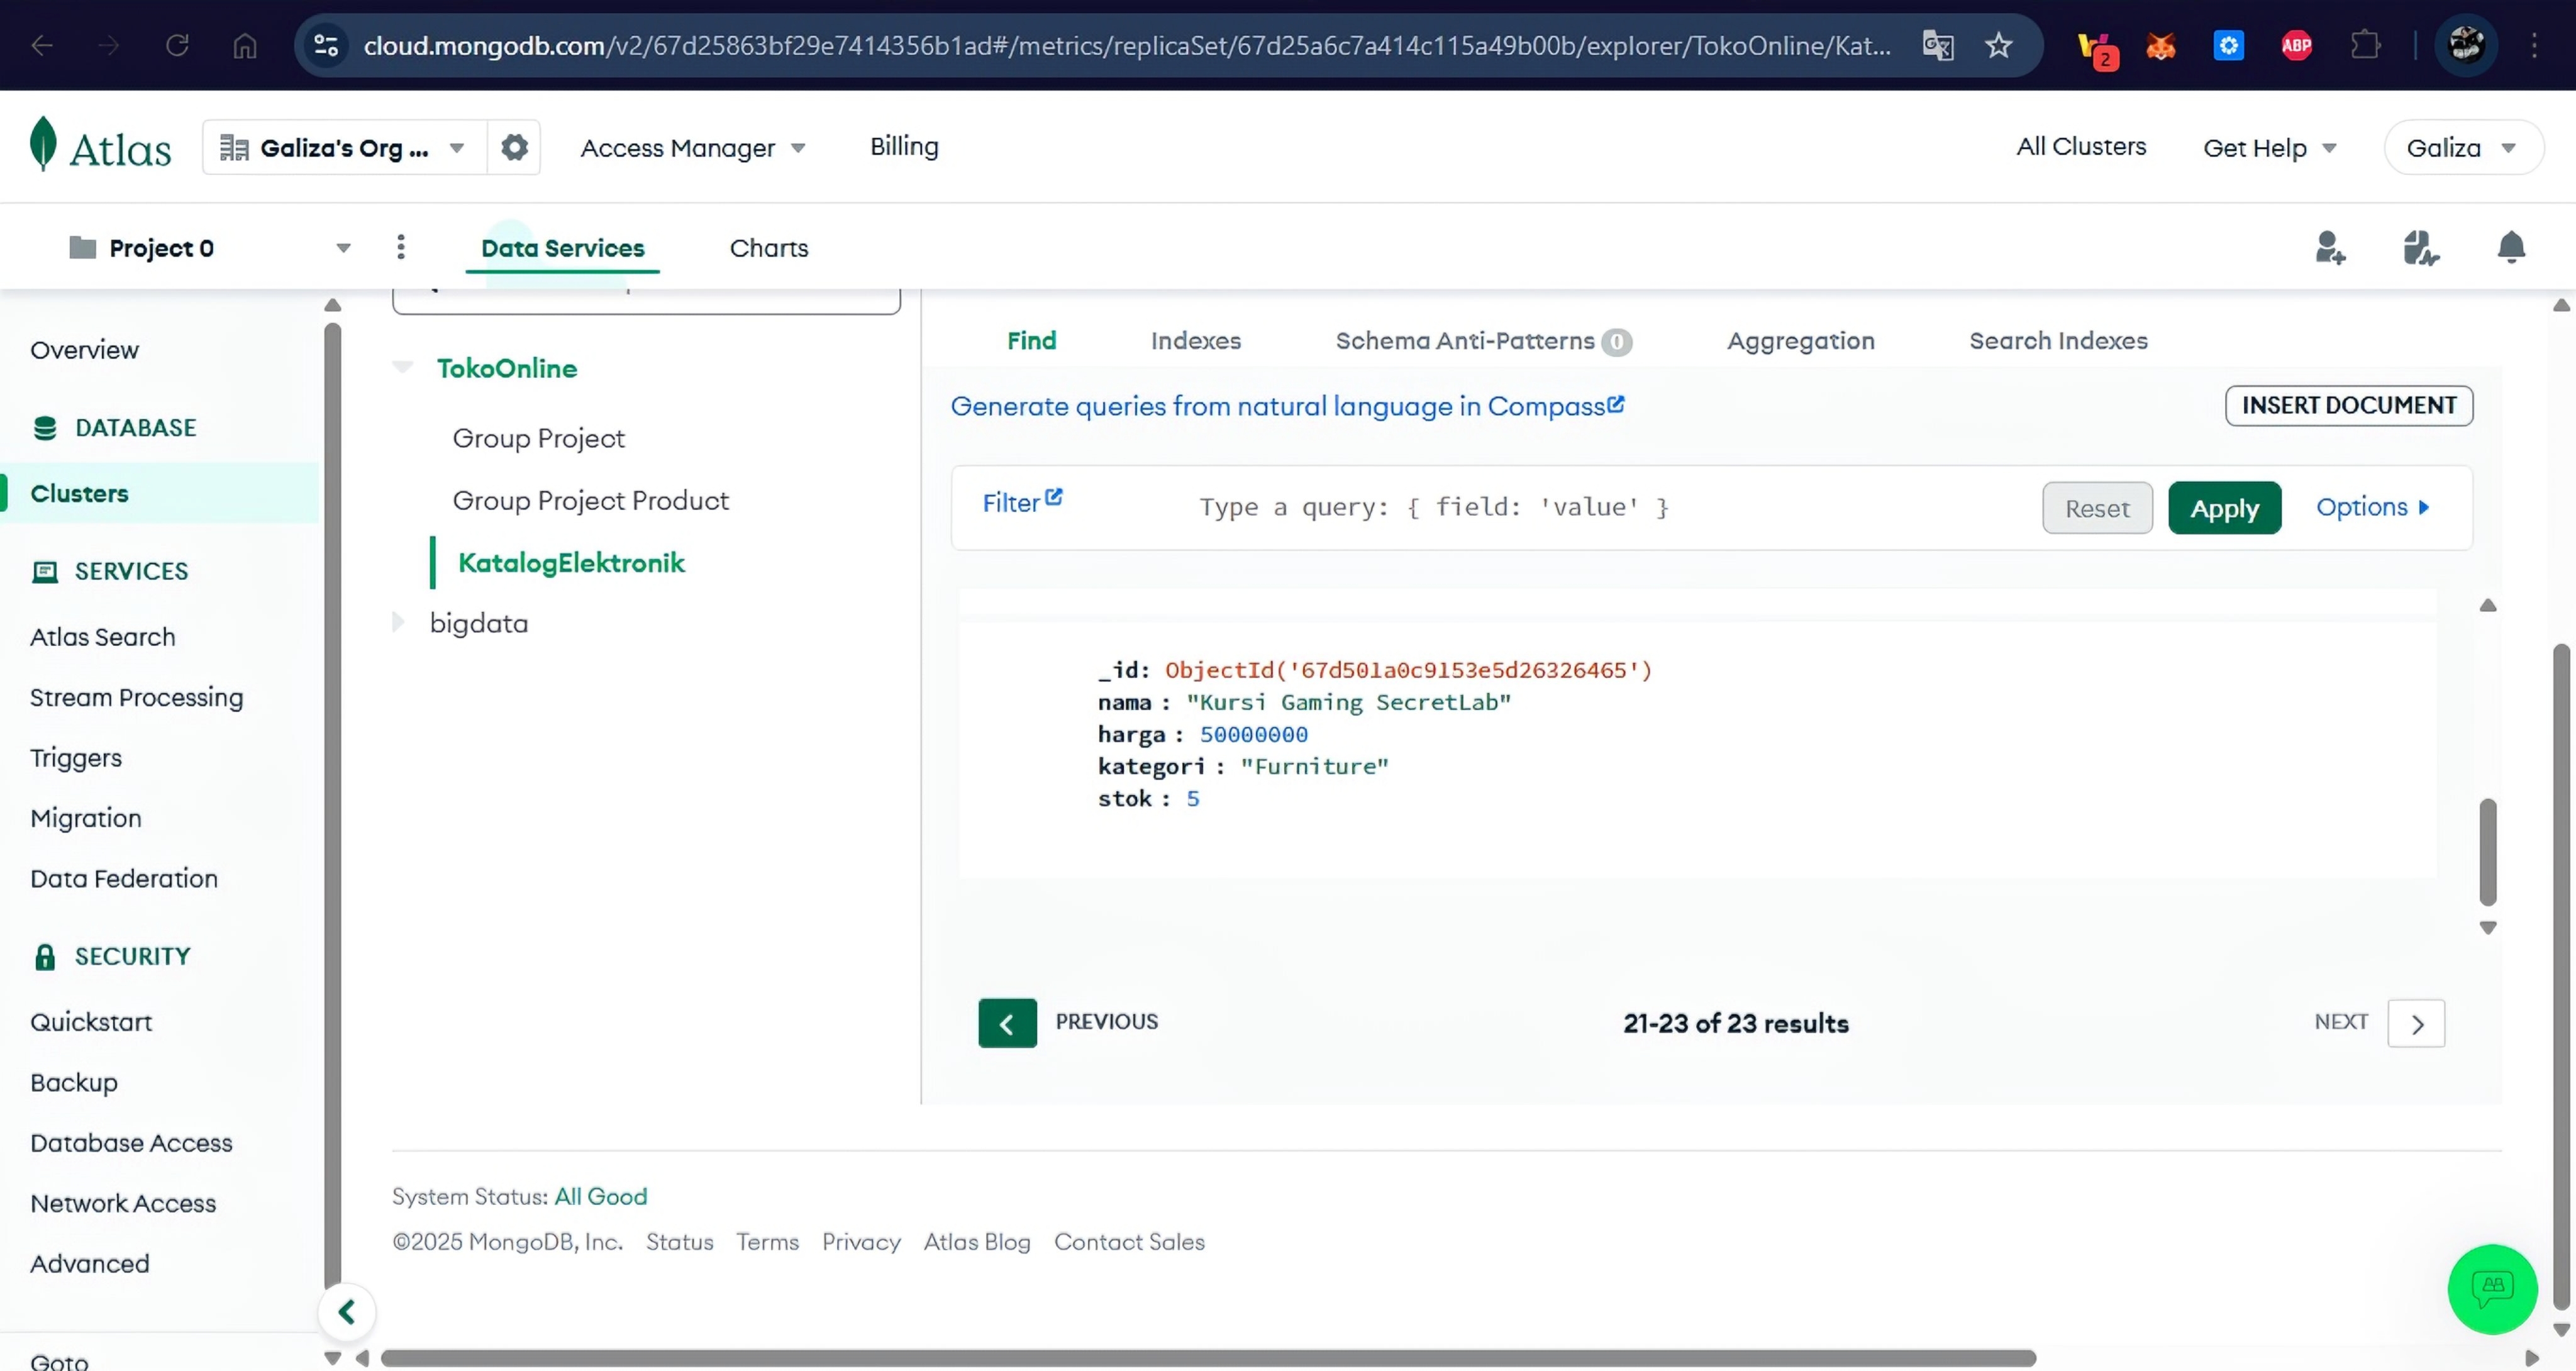 cloud.mongodb.com/v2/67d25863bf29e7414356b1ad#/metrics/replicaSet/67d25a6c7a414c115a49b00b/explorer/TokoOnline/Kat...
2
ABP
Atlas
Galiza's Org ...
Access Manager
Billing
All Clusters
Get Help
Galiza
Project 0
Data Services
Charts
Overview
DATABASE
Clusters
SERVICES
Atlas Search
Stream Processing
Triggers
Migration
Data Federation
SECURITY
Quickstart
Backup
Database Access
Network Access
Advanced
Goto
TokoOnline
Group Project
Group Project Product
KatalogElektronik
bigdata
Find
Indexes
Schema Anti-Patterns 0
Aggregation
Search Indexes
Generate queries from natural language in Compass
INSERT DOCUMENT
Filter
Type a query: { field: 'value' }
Reset
Apply
Options
_id: ObjectId('67d501a0c9153e5d26326465')
nama : "Kursi Gaming SecretLab"
harga : 50000000
kategori : "Furniture"
stok : 5
PREVIOUS
21-23 of 23 results
NEXT
System Status: All Good
©2025 MongoDB, Inc. Status Terms Privacy Atlas Blog Contact Sales